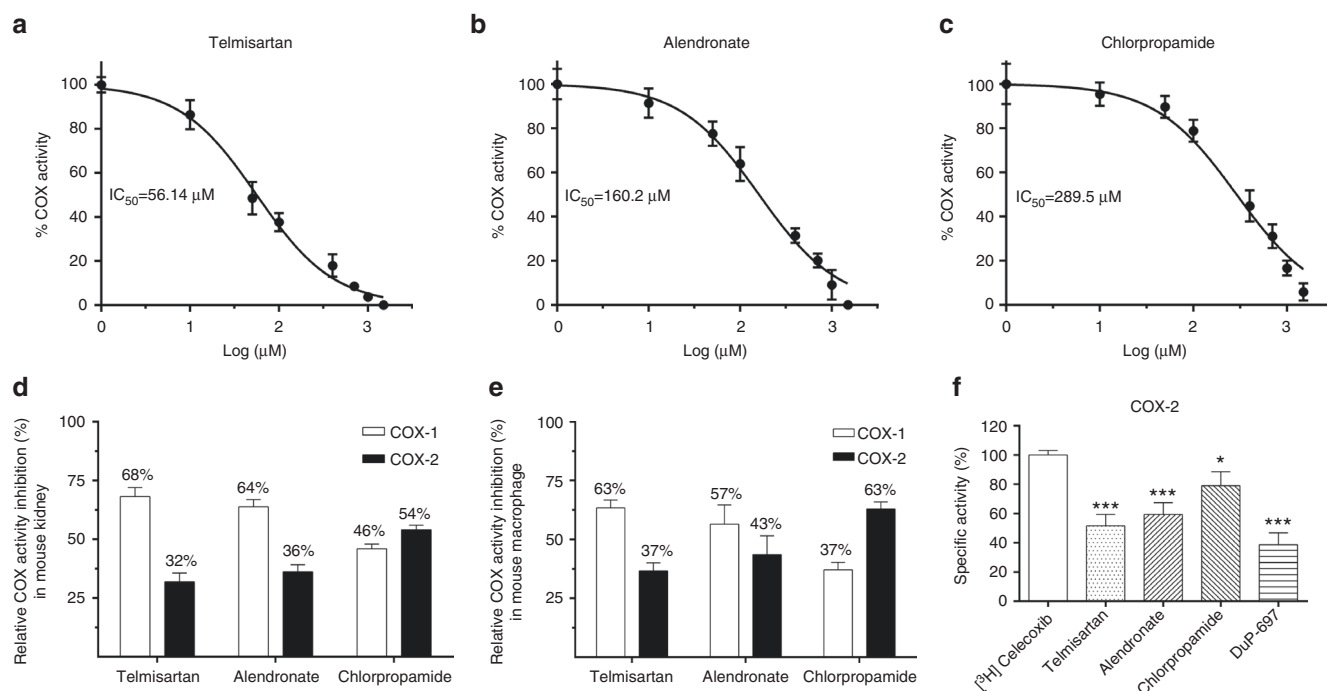 a
Telmisartan
% COX activity
100
80
60
40
20
0
IC50=56.14 μM
0 1 2 3
Log (μM)
b
Alendronate
% COX activity
100
80
60
40
20
0
IC50=160.2 μM
0 1 2 3
Log (μM)
c
Chlorpropamide
% COX activity
100
80
60
40
20
0
IC50=289.5 μM
0 1 2 3
Log (μM)
d
Relative COX activity inhibition (%)
in mouse kidney
100
75
50
25
COX-1
COX-2
68%
32%
64%
36%
46%
54%
Telmisartan Alendronate Chlorpropamide
e
Relative COX activity inhibition (%)
in mouse macrophage
100
75
50
25
COX-1
COX-2
63%
37%
57%
43%
37%
63%
Telmisartan Alendronate Chlorpropamide
f
COX-2
Specific activity (%)
120
100
80
60
40
20
0
***
***
*
***
[3H] Celecoxib
Telmisartan
Alendronate
Chlorpropamide
DuP-697